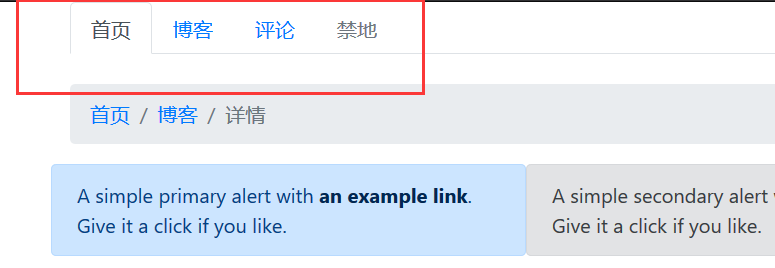 首页 博客 评论 禁地
首页 / 博客 / 详情
A simple primary alert with an example link. A simple secondary alert
Give it a click if you like. Give it a click if you like.